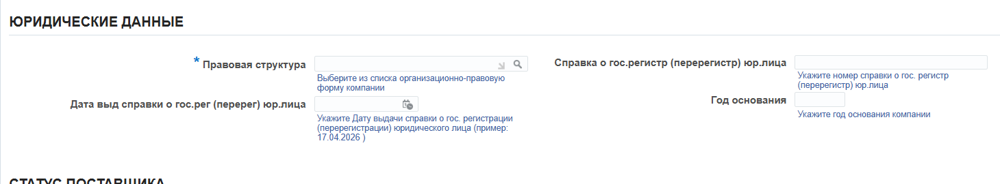 ЮРИДИЧЕСКИЕ ДАННЫЕ
* Правовая структура
Выберите из списка организационно-правовую
форму компании
Дата выд справки о гос.рег (перерег) юр.лица
Укажите Дату выдачи справки о гос. регистрации
(перерегистрации) юридического лица (пример:
17.04.2026 )
Справка о гос.регистр (перерегистр) юр.лица
Укажите номер справки о гос. регистр
(перерегистр) юр.лица
Год основания
Укажите год основания компании
СТАТУС ПОСТАВЩИКА